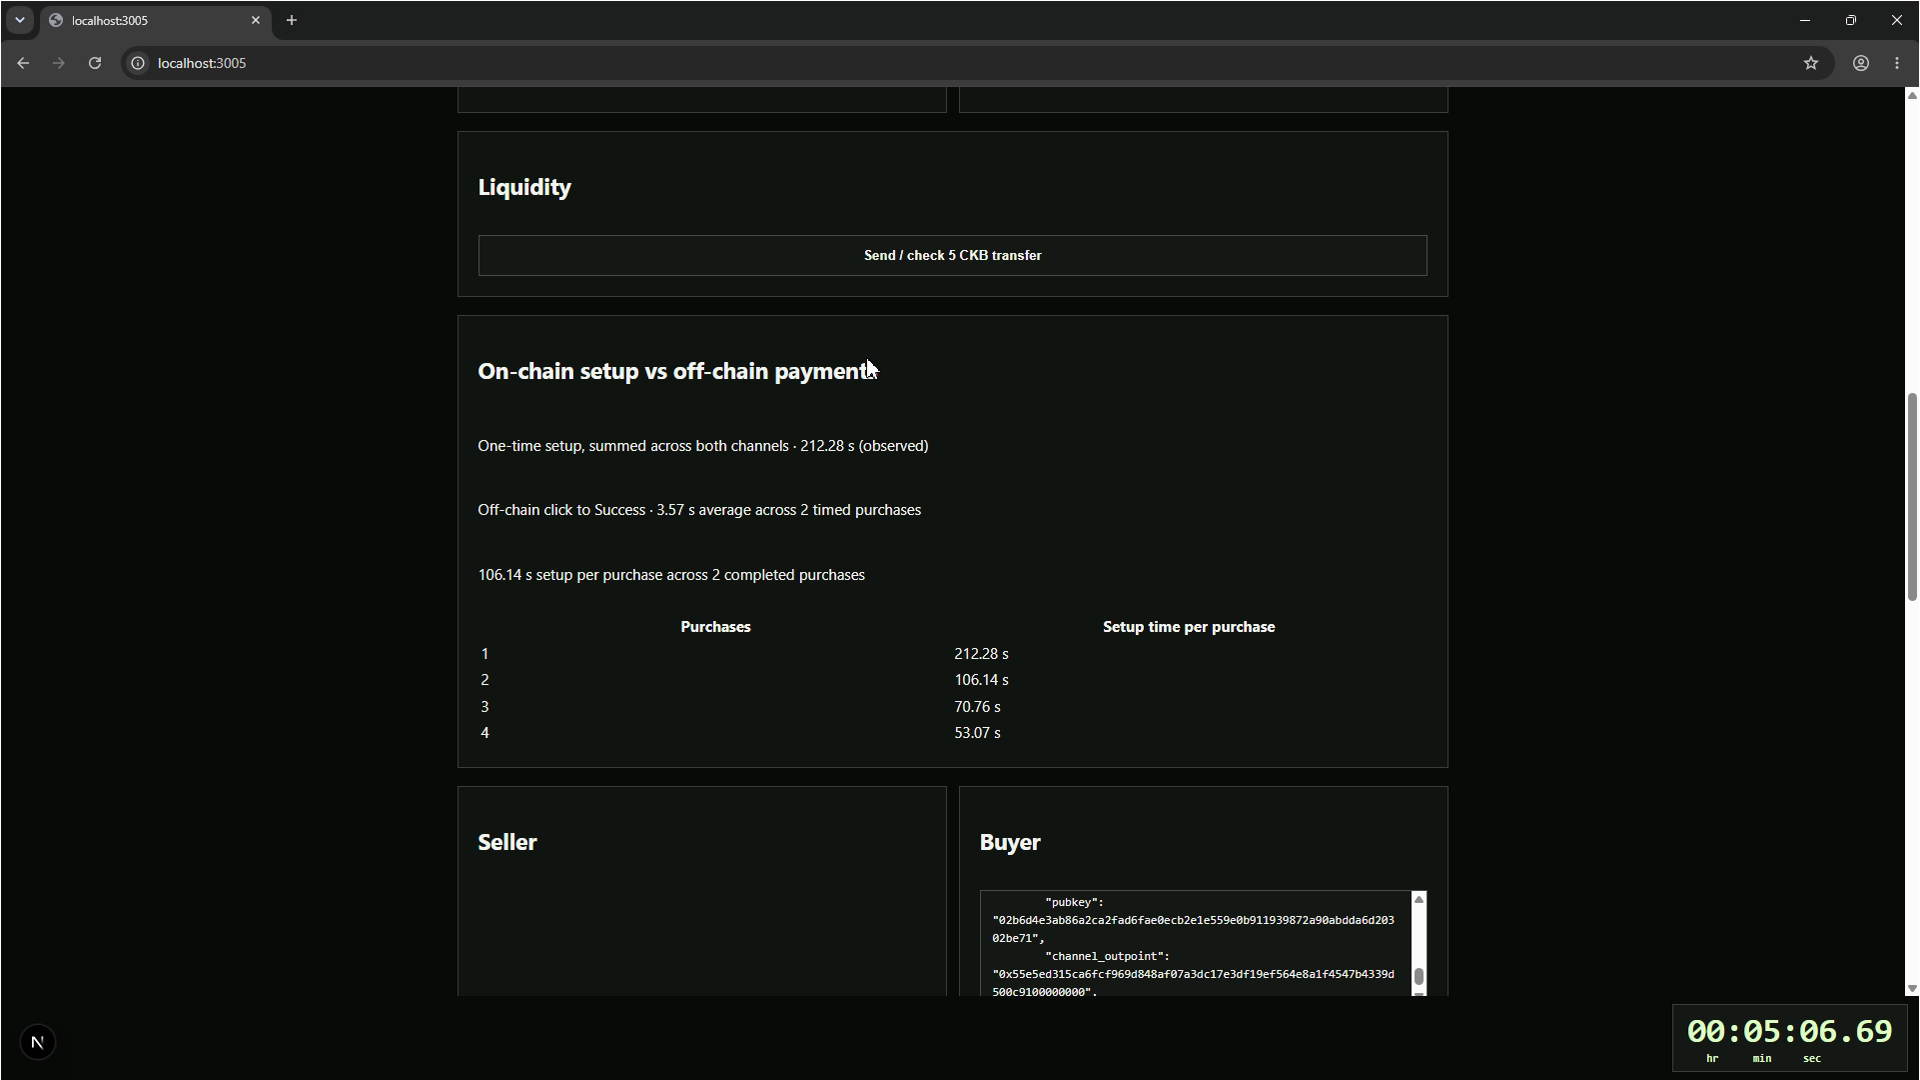 localhost:3005
localhost:3005
Liquidity
Send / check 5 CKB transfer
On-chain setup vs off-chain payments
One-time setup, summed across both channels · 212.28 s (observed)
Off-chain click to Success · 3.57 s average across 2 timed purchases
106.14 s setup per purchase across 2 completed purchases
Purchases Setup time per purchase
1 212.28 s
2 106.14 s
3 70.76 s
4 53.07 s
Seller
Buyer
"pubkey":
"02b6d4e3ab86a2ca2fad6fae0ecb2e1e559e0b911939872a90abdda6d203
02be71",
"channel_outpoint":
"0x55e5ed315ca6fcf969d848af07a3dc17e3df19ef564e8a1f4547b4339d
500c9100000000",
N
00:05:06.69
hr min sec